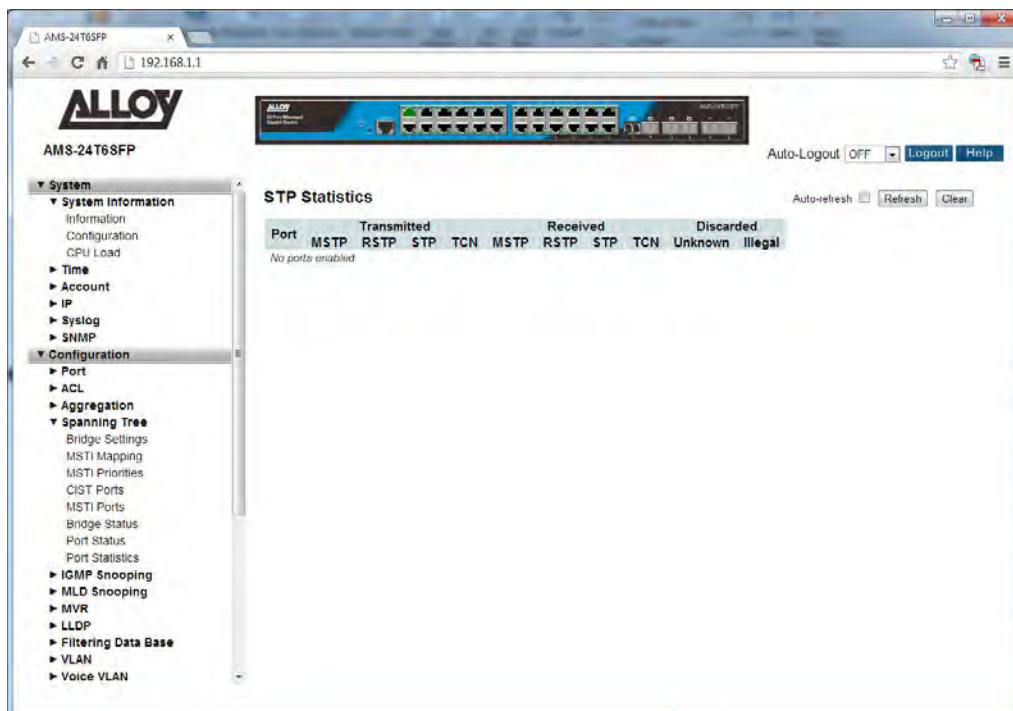 AMS-24T6SFP
192.168.1.1
ALLOY
ALLOY
AMS-24T6SFP
Auto-Logout OFF Logout Help
▼ System
▼ System Information
Information
Configuration
CPU Load
► Time
► Account
► IP
► Syslog
► SNMP
▼ Configuration
► Port
► ACL
► Aggregation
▼ Spanning Tree
Bridge Settings
MSTI Mapping
MSTI Priorities
CIST Ports
MSTI Ports
Bridge Status
Port Status
Port Statistics
► IGMP Snooping
► MLD Snooping
► MVR
► LLDP
► Filtering Data Base
► VLAN
► Voice VLAN
STP Statistics
Auto-refresh Refresh Clear
Port Transmitted Received Discarded
MSTP RSTP STP TCN MSTP RSTP STP TCN Unknown Illegal
No ports enabled